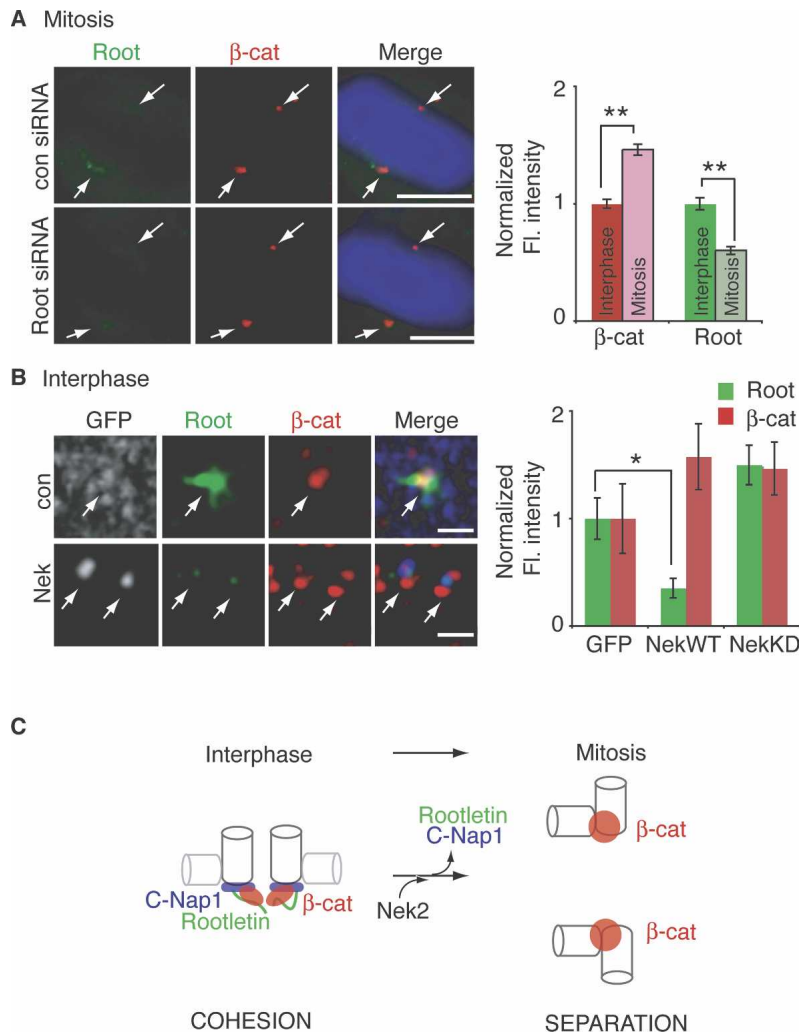 A Mitosis
Root β-cat Merge
con siRNA
Root siRNA
Normalized
Fl. intensity
2
1
0
**
**
Interphase
Mitosis
Interphase
Mitosis
β-cat Root
B Interphase
GFP Root β-cat Merge
con
Nek
Root
β-cat
Normalized
Fl. intensity
2
1
0
*
GFP NekWT NekKD
C
Interphase Mitosis
Rootletin
C-Nap1
β-cat
C-Nap1
Rootletin
β-cat
Nek2
β-cat
COHESION SEPARATION